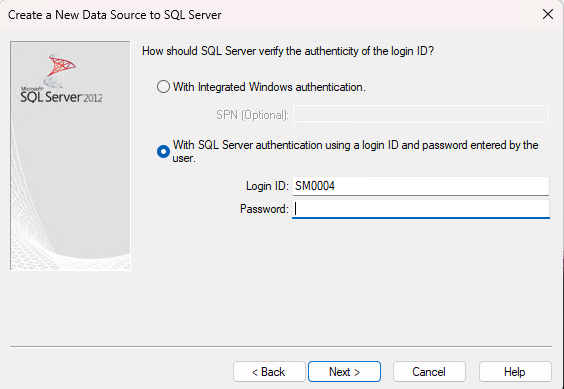 Create a New Data Source to SQL Server
Microsoft
SQL Server 2012
How should SQL Server verify the authenticity of the login ID?
With Integrated Windows authentication.
SPN (Optional):
With SQL Server authentication using a login ID and password entered by the
user.
Login ID: SM0004
Password:
< Back Next > Cancel Help